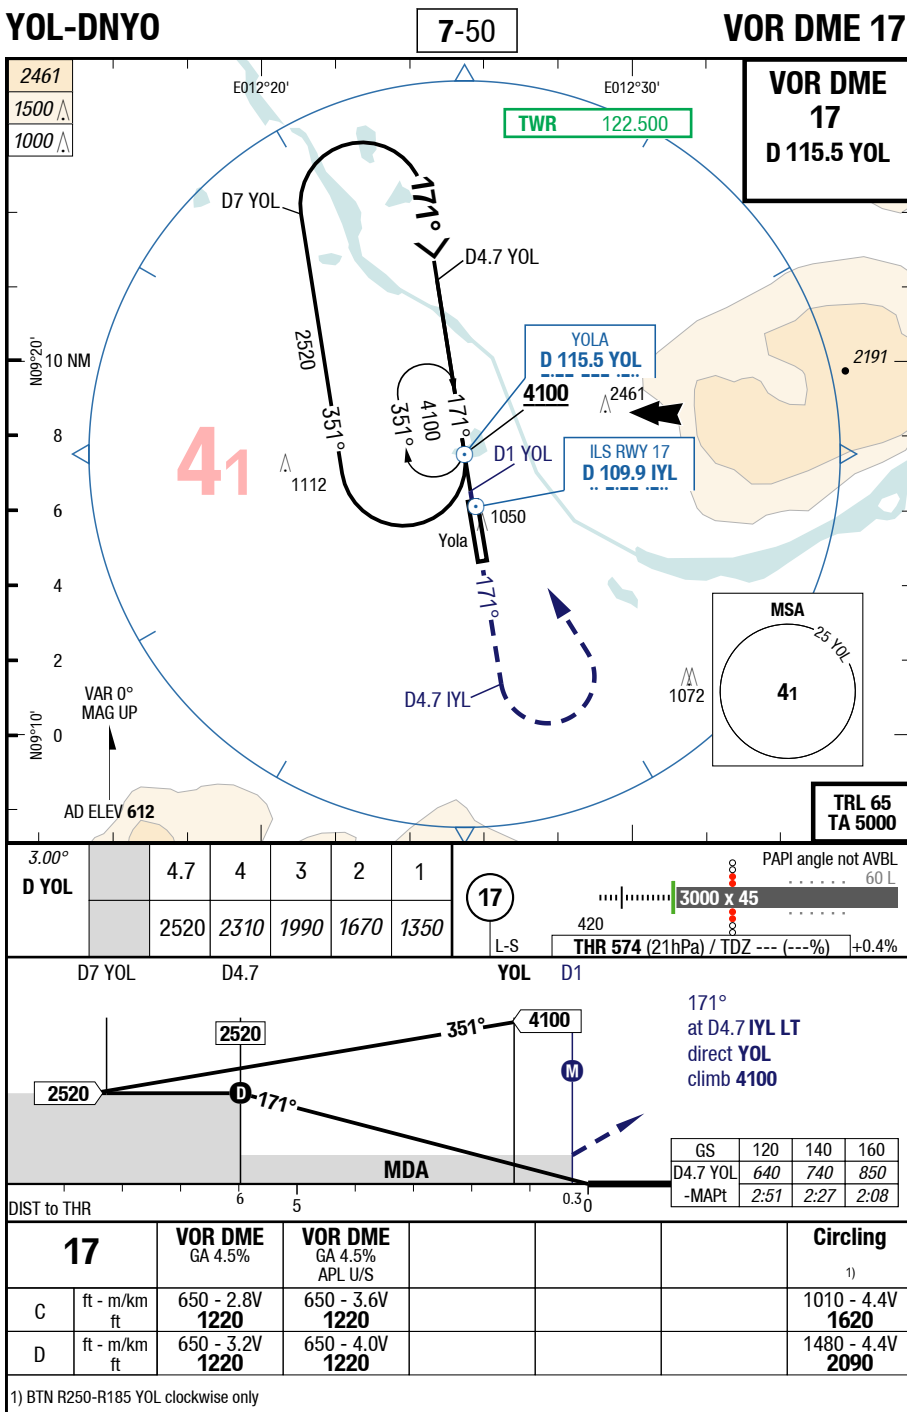 YOL-DNYO
7-50
VOR DME 17
2461
1500
1000
E012°20'
E012°30'
TWR 122.500
VOR DME
17
D 115.5 YOL
D7 YOL
171°
D4.7 YOL
2520
351°
N09°20'
10 NM
8
6
4
2
0
N09°10'
YOLA
D 115.5 YOL
4100
2461
2191
4100
351°
171°
41
1112
D1 YOL
ILS RWY 17
D 109.9 IYL
1050
Yola
171°
D4.7 IYL
1072
MSA
25 YOL
41
VAR 0°
MAG UP
AD ELEV 612
TRL 65
TA 5000
3.00°
D YOL
4.7 4 3 2 1
2520 2310 1990 1670 1350
17
L-S
420
3000 x 45
PAPI angle not AVBL
60 L
THR 574 (21hPa) / TDZ --- (---%)
+0.4%
D7 YOL
D4.7
YOL
D1
2520
351°
4100
2520
D
171°
M
MDA
171°
at D4.7 IYL LT
direct YOL
climb 4100
GS 120 140 160
D4.7 YOL 640 740 850
-MAPt 2:51 2:27 2:08
DIST to THR
6
5
0.3
0
17
VOR DME
GA 4.5%
VOR DME
GA 4.5%
APL U/S
Circling
1)
C
ft - m/km
ft
650 - 2.8V
1220
650 - 3.6V
1220
1010 - 4.4V
1620
D
ft - m/km
ft
650 - 3.2V
1220
650 - 4.0V
1220
1480 - 4.4V
2090
1) BTN R250-R185 YOL clockwise only